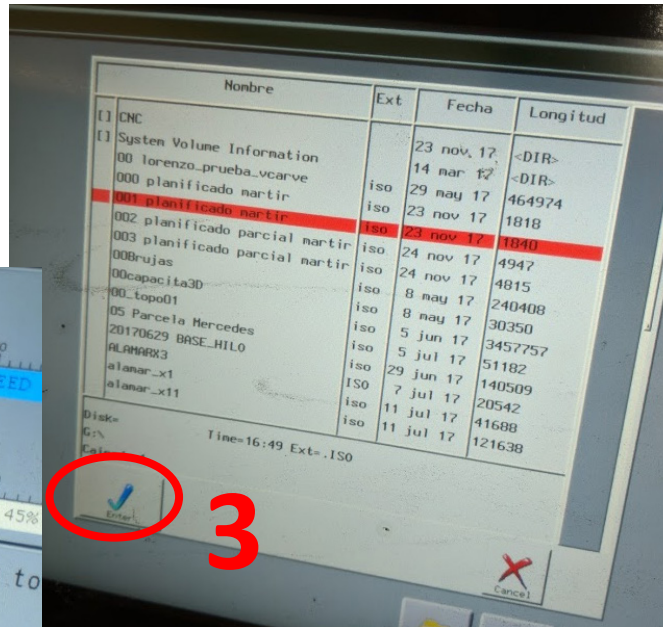 Nombre Ext Fecha Longitud
[] CNC 23 nov. 17 <DIR>
[] System Volume Information 14 mar 17 <DIR>
00 lorenzo_prueba_vcarve iso 29 may 17 464974
000 planificado martir iso 23 nov 17 1818
001 planificado martir iso 23 nov 17 1840
002 planificado parcial martir iso 24 nov 17 4947
003 planificado parcial martir iso 24 nov 17 4815
00Brujas iso 8 may 17 240408
00capacita3D iso 8 may 17 30350
00_topo01 iso 5 jun 17 3457757
05 Parcela Mercedes iso 5 jul 17 51182
20170629 BASE_HILO iso 29 jun 17 140509
ALAMARX3 ISO 7 jul 17 20542
alamar_x1 iso 11 jul 17 41688
alamar_x11 iso 11 jul 17 121638
Disk=
G:\ Time=16:49 Ext=.ISO
Enter
3
Cancel
EED
45%
to